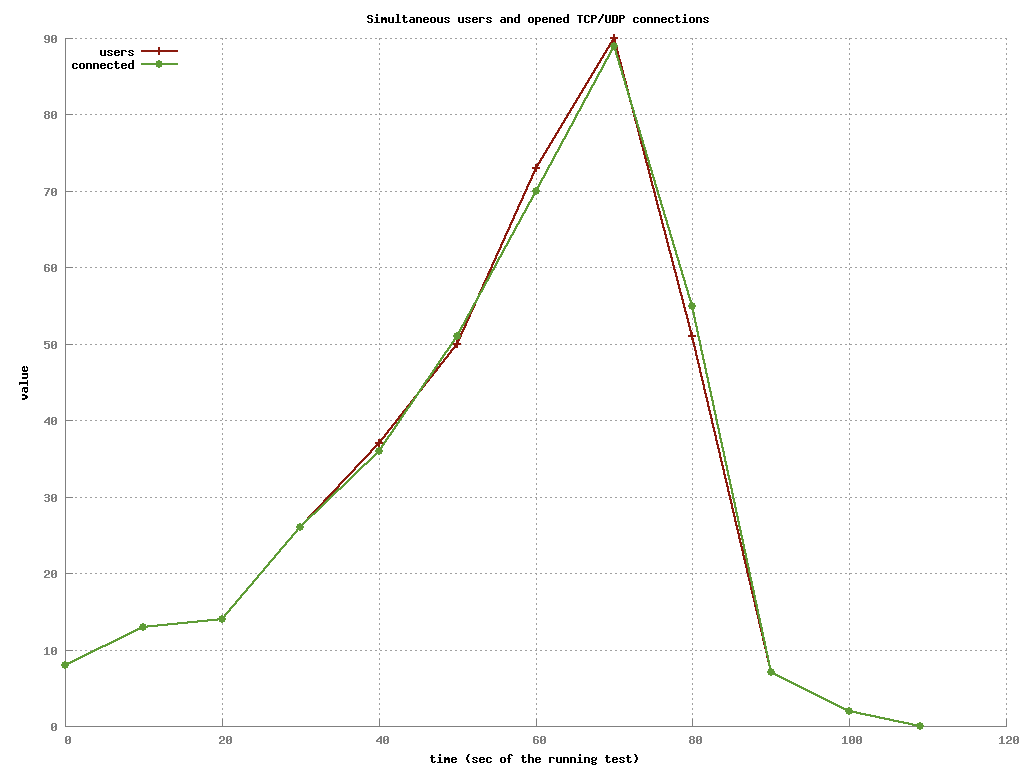 Simultaneous users and opened TCP/UDP connections
users
connected
90
80
70
60
50
40
30
20
10
0
value
0 20 40 60 80 100 120
time (sec of the running test)